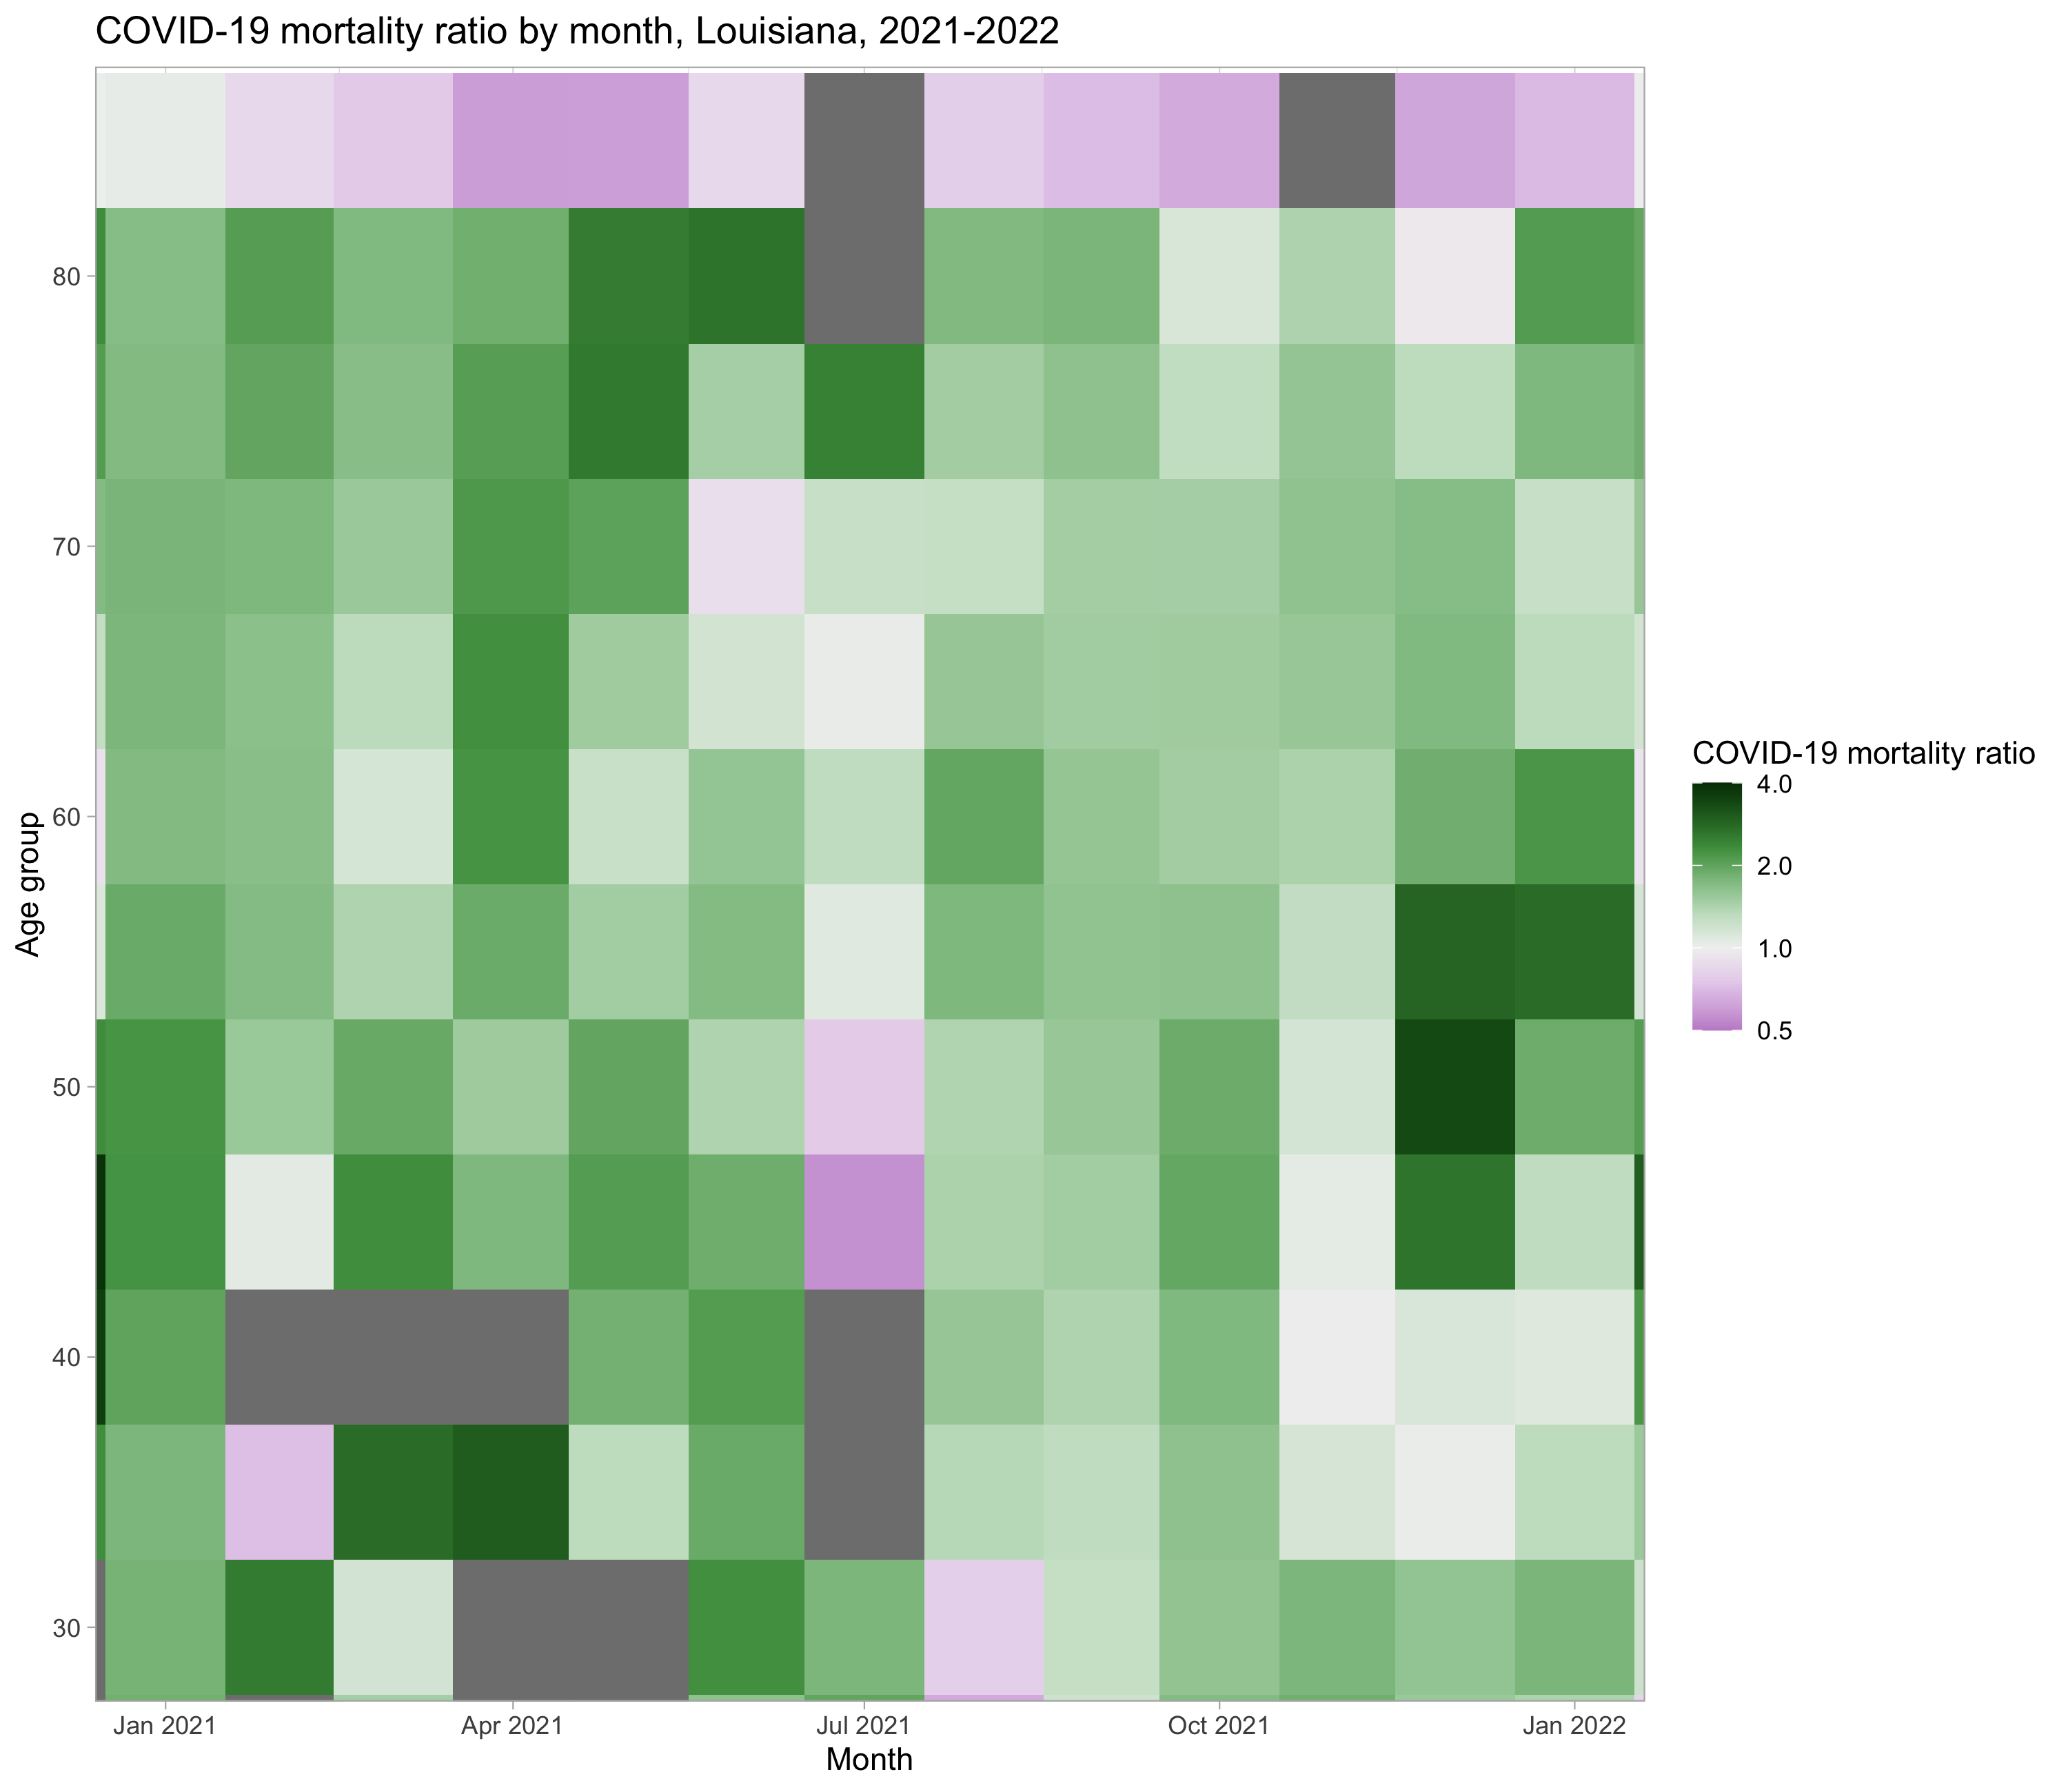 COVID-19 mortality ratio by month, Louisiana, 2021-2022
80
70
60
50
40
30
Age group
Jan 2021
Apr 2021
Jul 2021
Oct 2021
Jan 2022
Month
COVID-19 mortality ratio
4.0
2.0
1.0
0.5